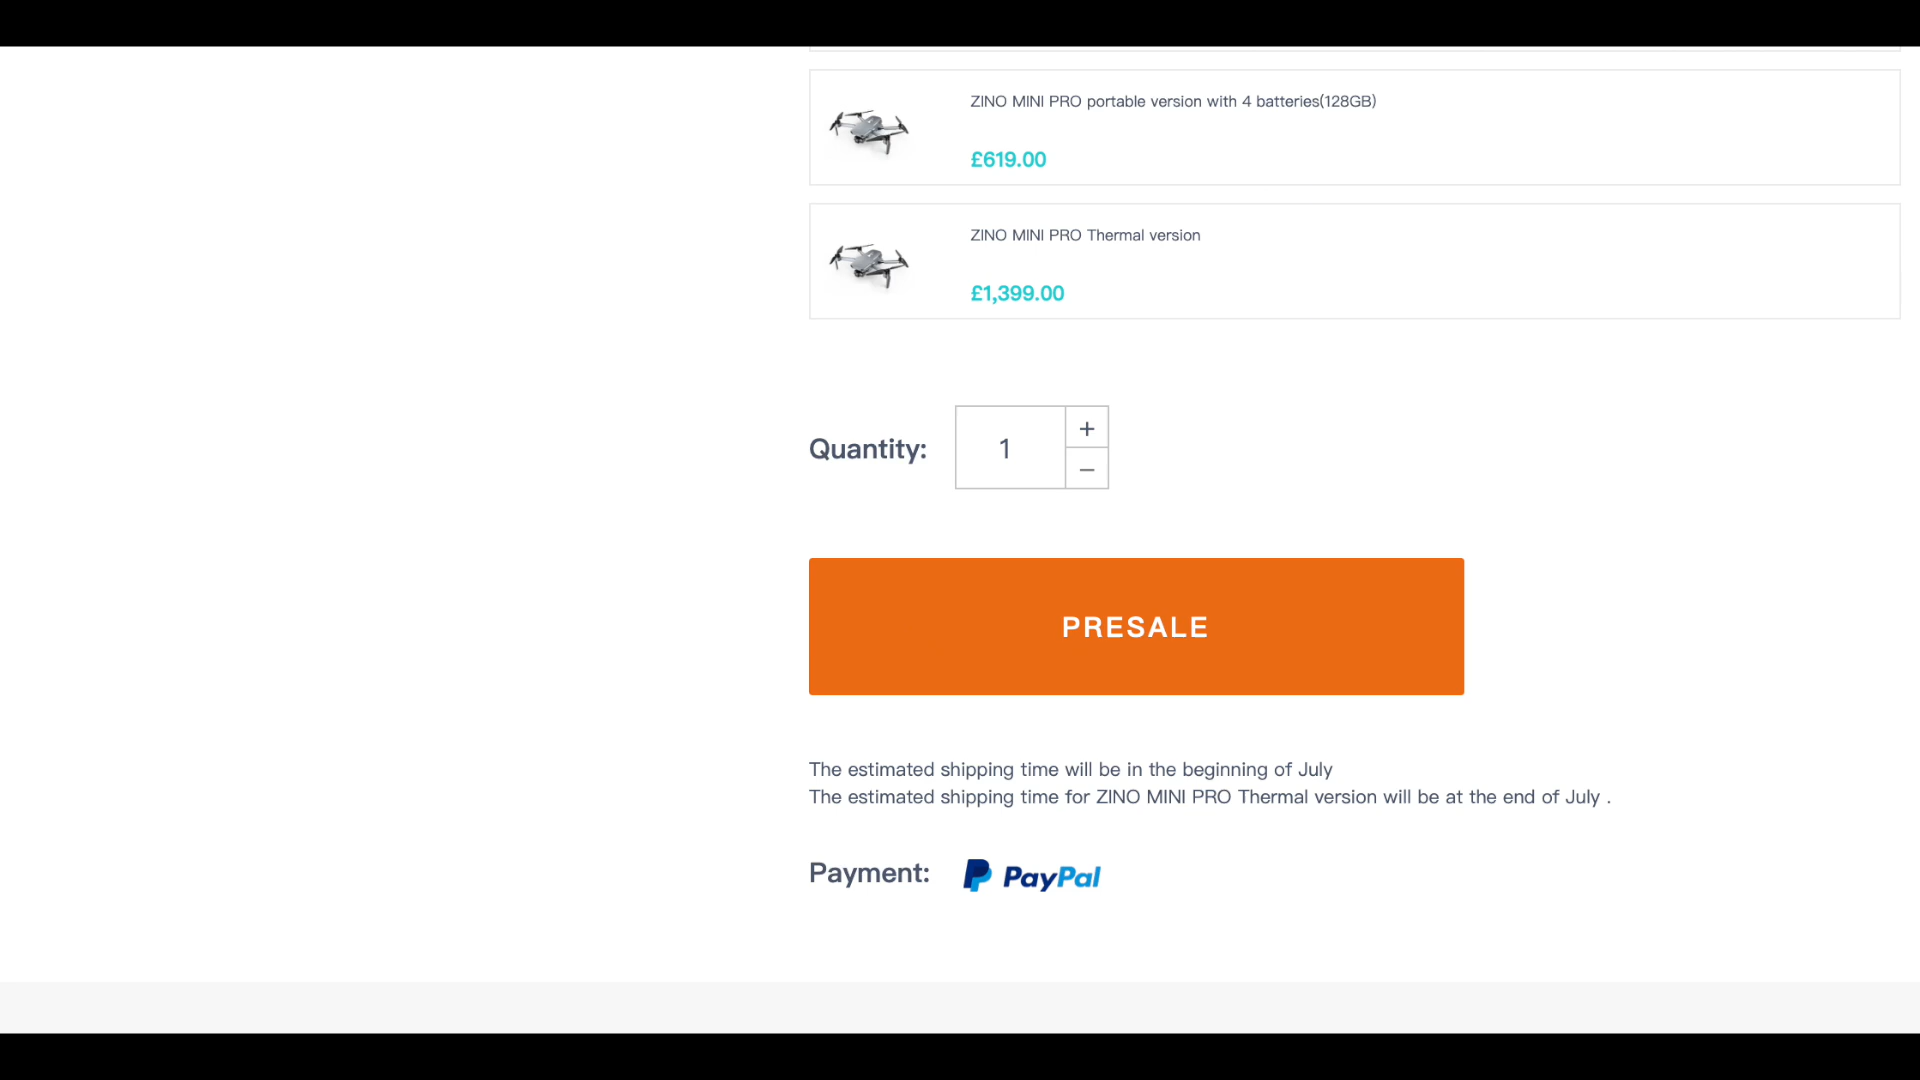 ZINO MINI PRO portable version with 4 batteries(128GB)
£619.00
ZINO MINI PRO Thermal version
£1,399.00
Quantity:
1
+
−
PRESALE
The estimated shipping time will be in the beginning of July
The estimated shipping time for ZINO MINI PRO Thermal version will be at the end of July .
Payment:
PayPal